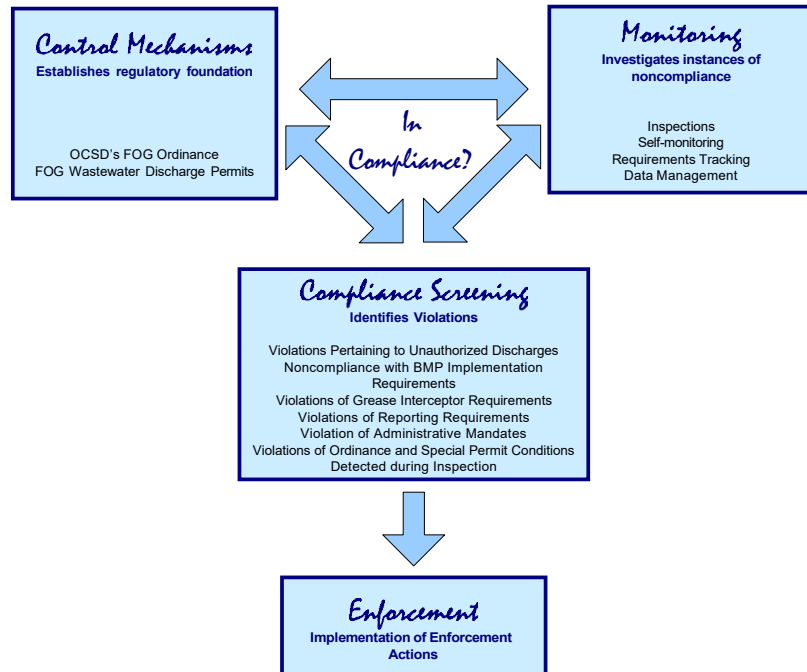 Control Mechanisms
Establishes regulatory foundation
OCSD's FOG Ordinance
FOG Wastewater Discharge Permits
Monitoring
Investigates instances of
noncompliance
Inspections
Self-monitoring
Requirements Tracking
Data Management
In
Compliance?
Compliance Screening
Identifies Violations
Violations Pertaining to Unauthorized Discharges
Noncompliance with BMP Implementation
Requirements
Violations of Grease Interceptor Requirements
Violations of Reporting Requirements
Violation of Administrative Mandates
Violations of Ordinance and Special Permit Conditions
Detected during Inspection
Enforcement
Implementation of Enforcement
Actions